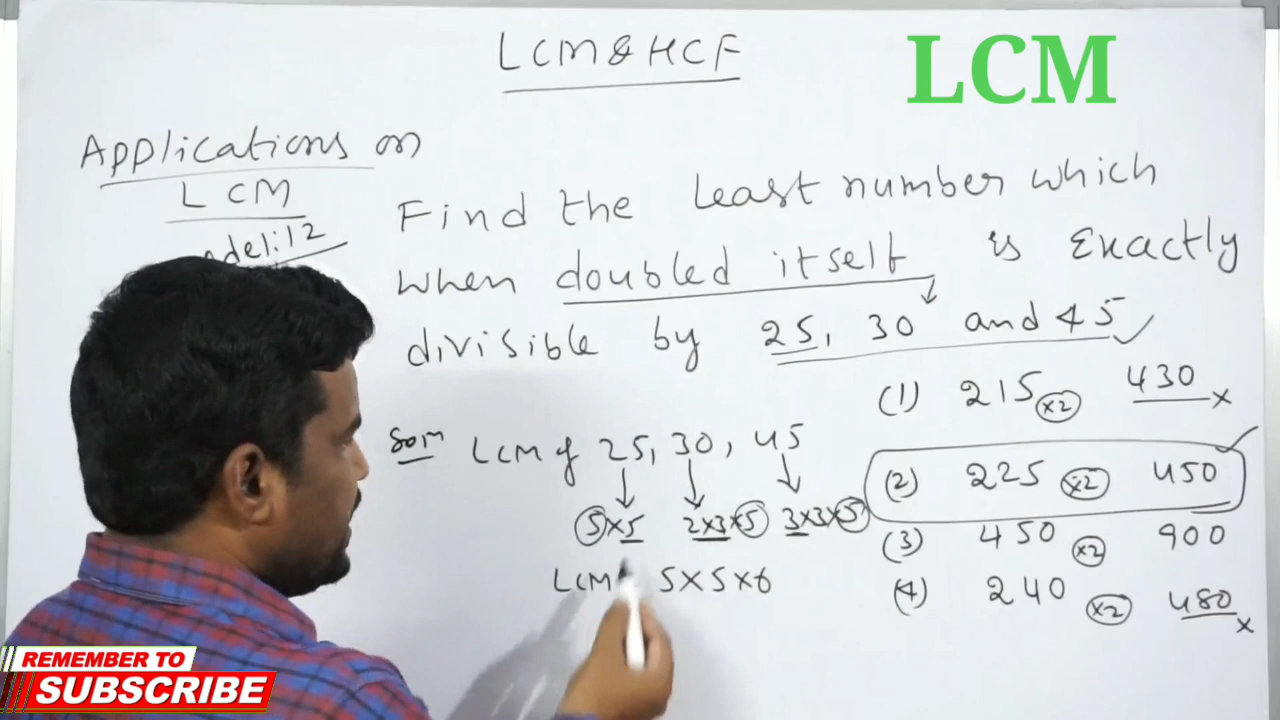 LCM & HCF
LCM
Applications on
LCM
Find the least number which
when doubled itself is Exactly
divisible by 25, 30 and 45 ✓
(1) 215 ×2 430 ×
Som LCM of 25, 30, 45
(2) 225 ×2 450 ✓
5×5 2×3×5 3×3×5
(3) 450 ×2 900
LCM 5×5×6
(4) 240 ×2 480 ×
REMEMBER TO
SUBSCRIBE